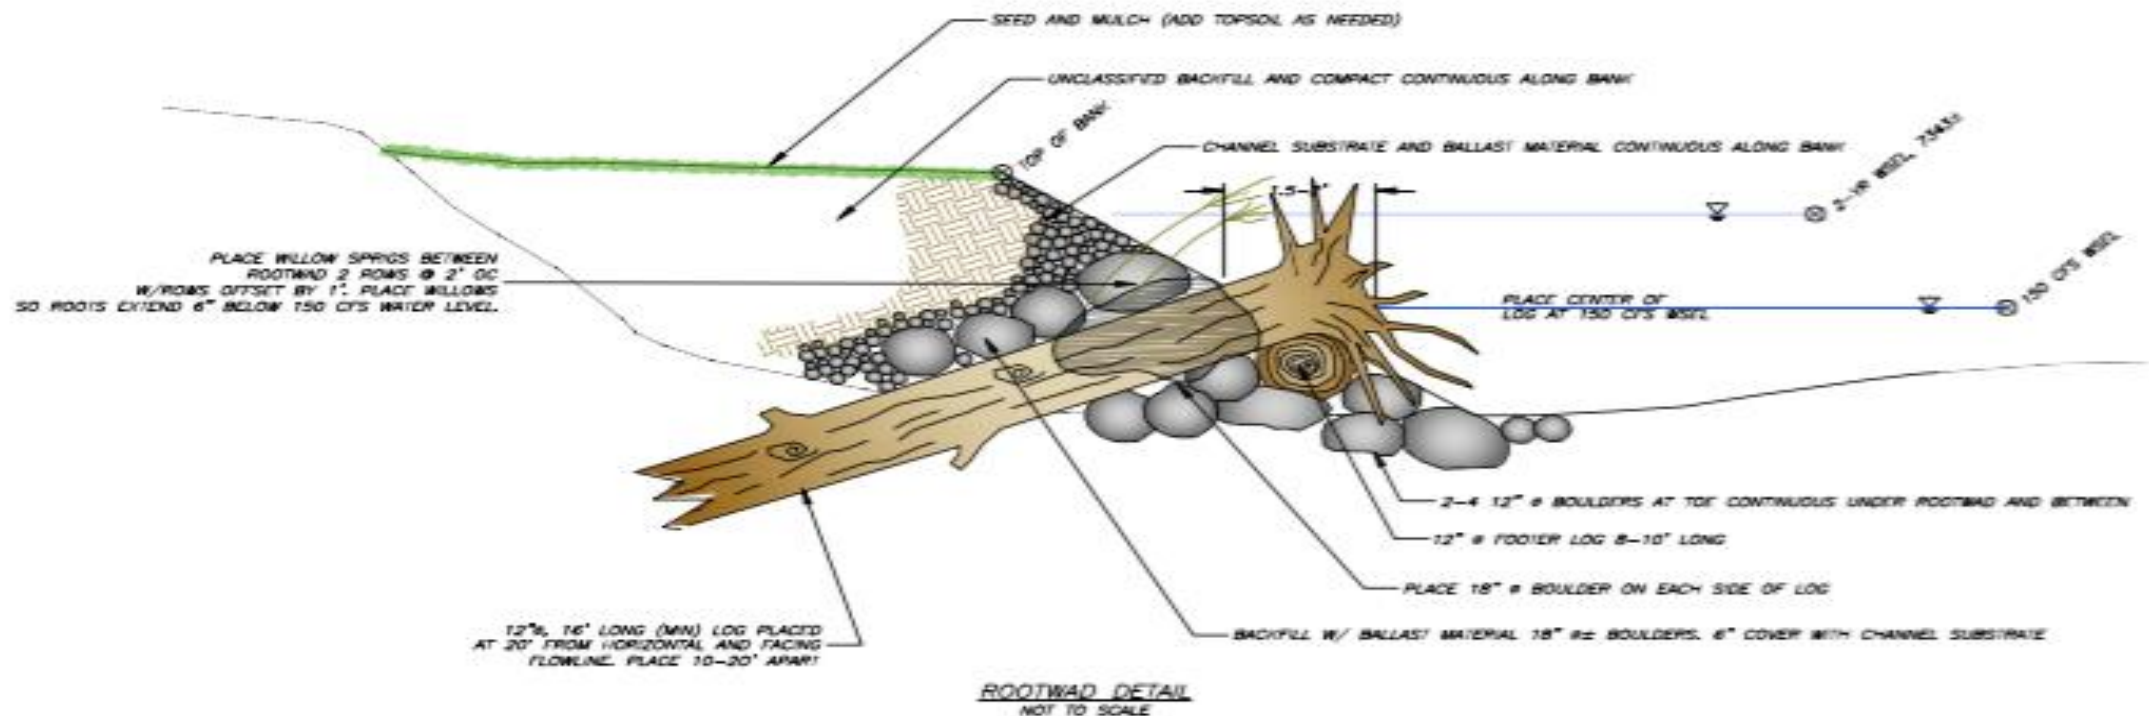 SEED AND MULCH (ADD TOPSOIL AS NEEDED)
UNCLASSIFIED BACKFILL AND COMPACT CONTINUOUS ALONG BANK
TOP OF BANK
CHANNEL SUBSTRATE AND BALLAST MATERIAL CONTINUOUS ALONG BANK
2-YR WSEL,
PLACE WILLOW SPRIGS BETWEEN
ROOTWAD 2 ROWS @ 2' OC
W/ROWS OFFSET BY 1'. PLACE WILLOWS
SO ROOTS EXTEND 6" BELOW 150 CFS WATER LEVEL.
150 CFS WSEL
PLACE CENTER OF
LOG AT 150 CFS WSEL
2-4 12" ø BOULDERS AT TOE CONTINUOUS UNDER ROOTWAD AND BETWEEN
12" ø FOOTER LOG 8-10' LONG
PLACE 18" ø BOULDER ON EACH SIDE OF LOG
BACKFILL W/ BALLAST MATERIAL 18" ø± BOULDERS. 6" COVER WITH CHANNEL SUBSTRATE
12"ø, 16' LONG (MIN) LOG PLACED
AT 20° FROM HORIZONTAL AND FACING
FLOWLINE. PLACE 10-20' APART
ROOTWAD DETAIL
NOT TO SCALE